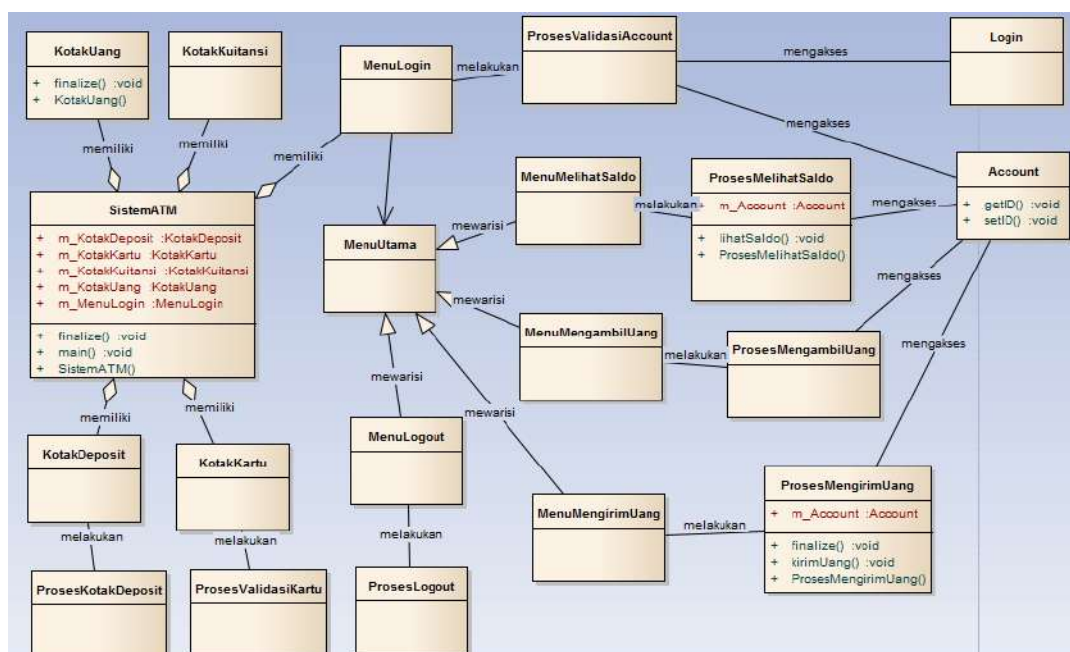 KotakUang
+ finalize() :void
+ KotakUang()
KotakKuitansi
MenuLogin
ProsesValidasiAccount
Login
melakukan
mengakses
mengakses
memiliki
memiliki
memiliki
SistemATM
+ m_KotakDeposit :KotakDeposit
+ m_KotakKartu :KotakKartu
+ m_KotakKuitansi :KotakKuitansi
+ m_KotakUang :KotakUang
+ m_MenuLogin :MenuLogin
+ finalize() :void
+ main() :void
+ SistemATM()
MenuUtama
MenuMelihatSaldo
mewarisi
melakukan
ProsesMelihatSaldo
+ m_Account :Account
+ lihatSaldo() :void
+ ProsesMelihatSaldo()
mengakses
Account
+ getID() :void
+ setID() :void
mewarisi
MenuMengambilUang
melakukan
ProsesMengambilUang
mengakses
mengakses
mewarisi
mewarisi
memiliki
memiliki
KotakDeposit
KotakKartu
MenuLogout
MenuMengirimUang
melakukan
ProsesMengirimUang
+ m_Account :Account
+ finalize() :void
+ kirimUang() :void
+ ProsesMengirimUang()
melakukan
melakukan
melakukan
ProsesKotakDeposit
ProsesValidasiKartu
ProsesLogout